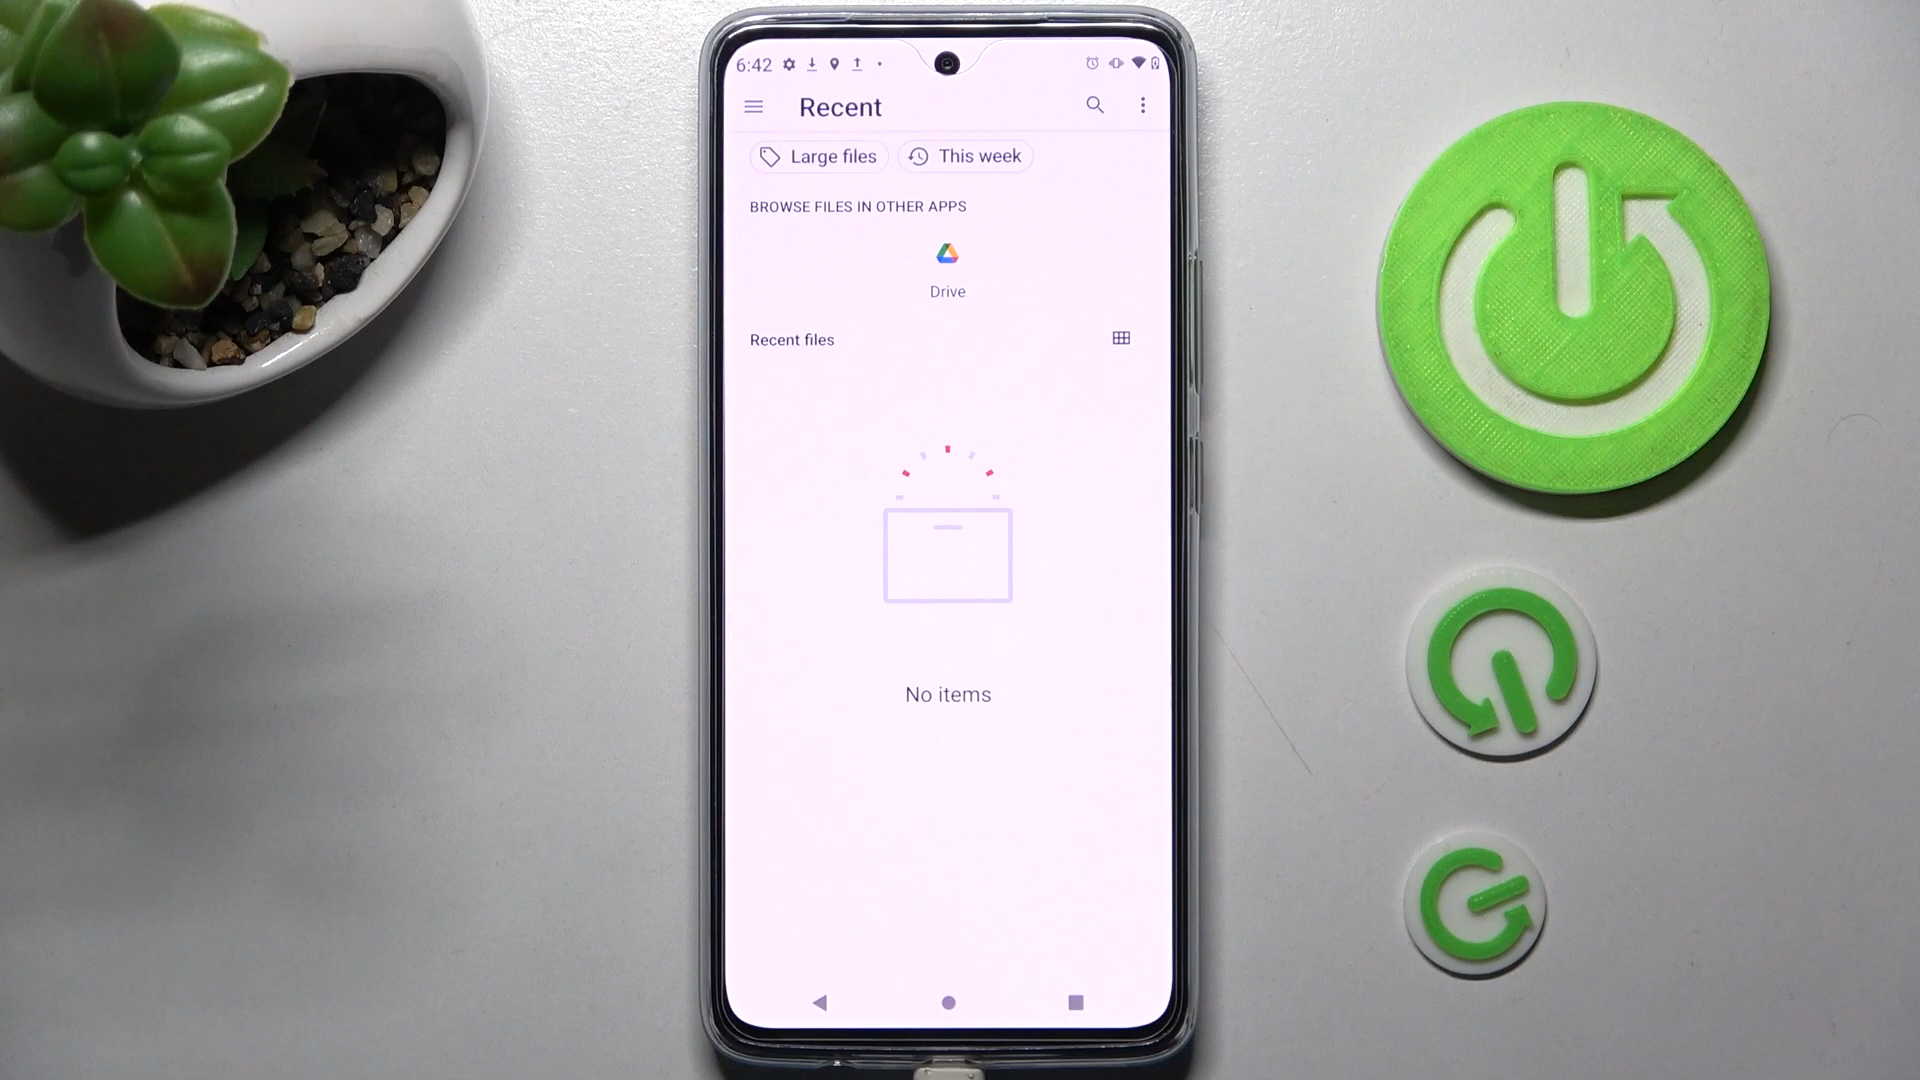 6:42
Recent
Large files
This week
BROWSE FILES IN OTHER APPS
Drive
Recent files
No items